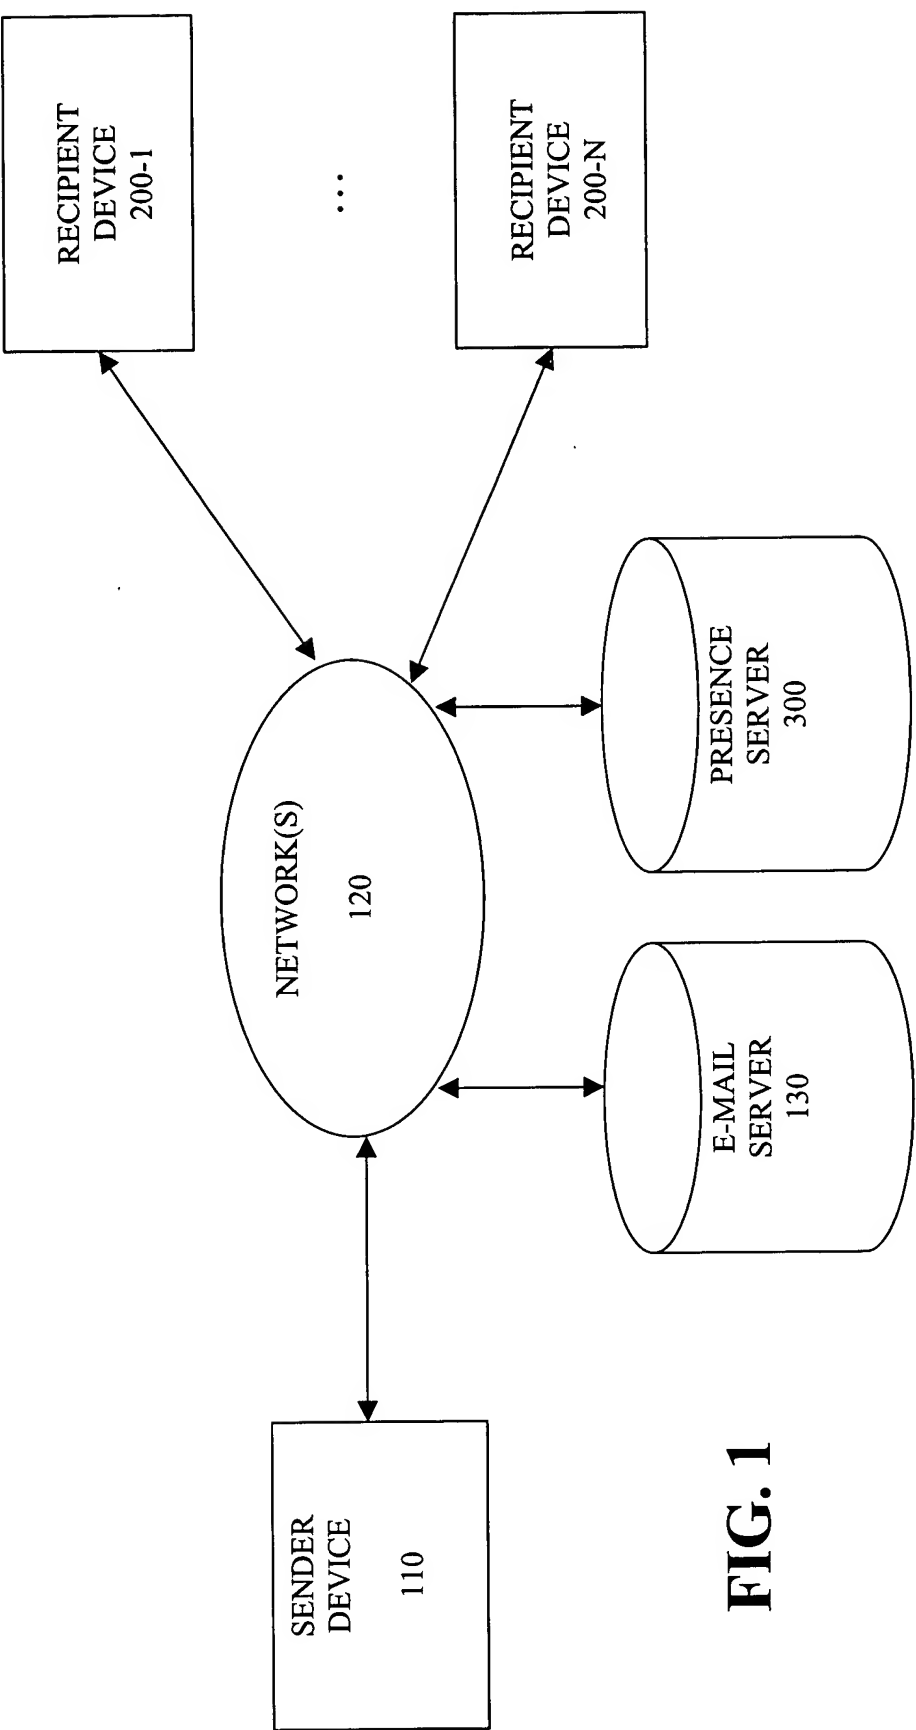 SENDER
DEVICE
110
NETWORK(S)
120
RECIPIENT
DEVICE
200-1
...
RECIPIENT
DEVICE
200-N
E-MAIL
SERVER
130
PRESENCE
SERVER
300
FIG. 1